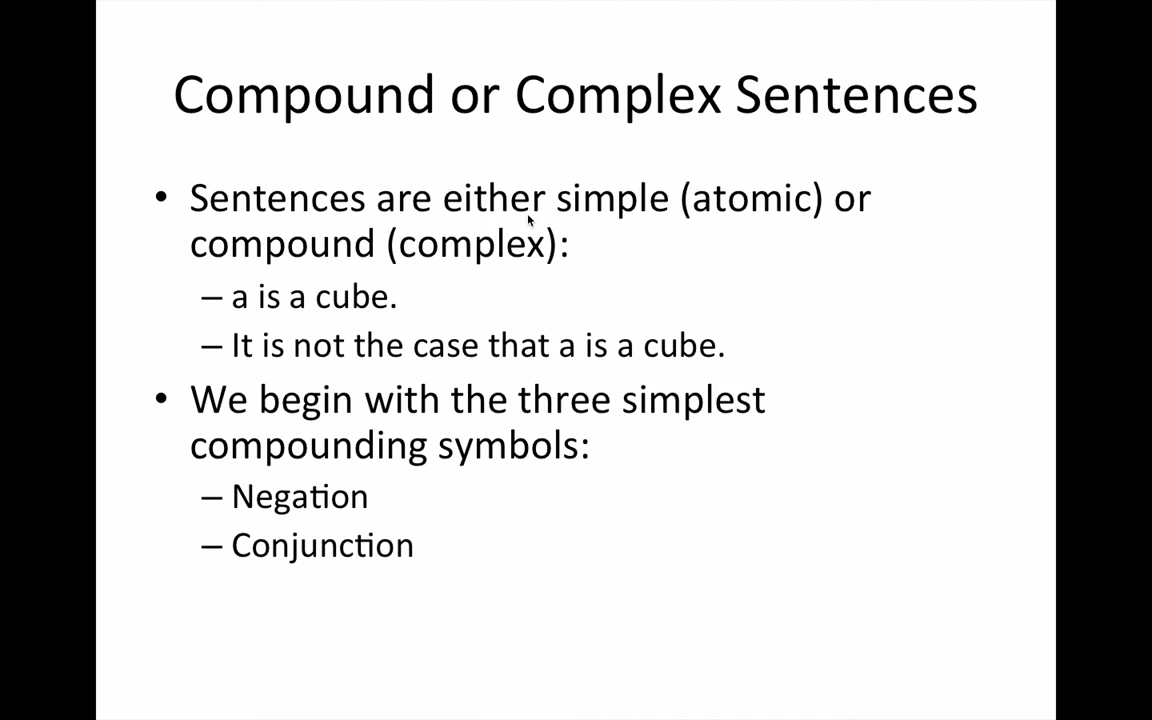 Compound or Complex Sentences
• Sentences are either simple (atomic) or
compound (complex):
– a is a cube.
– It is not the case that a is a cube.
• We begin with the three simplest
compounding symbols:
– Negation
– Conjunction